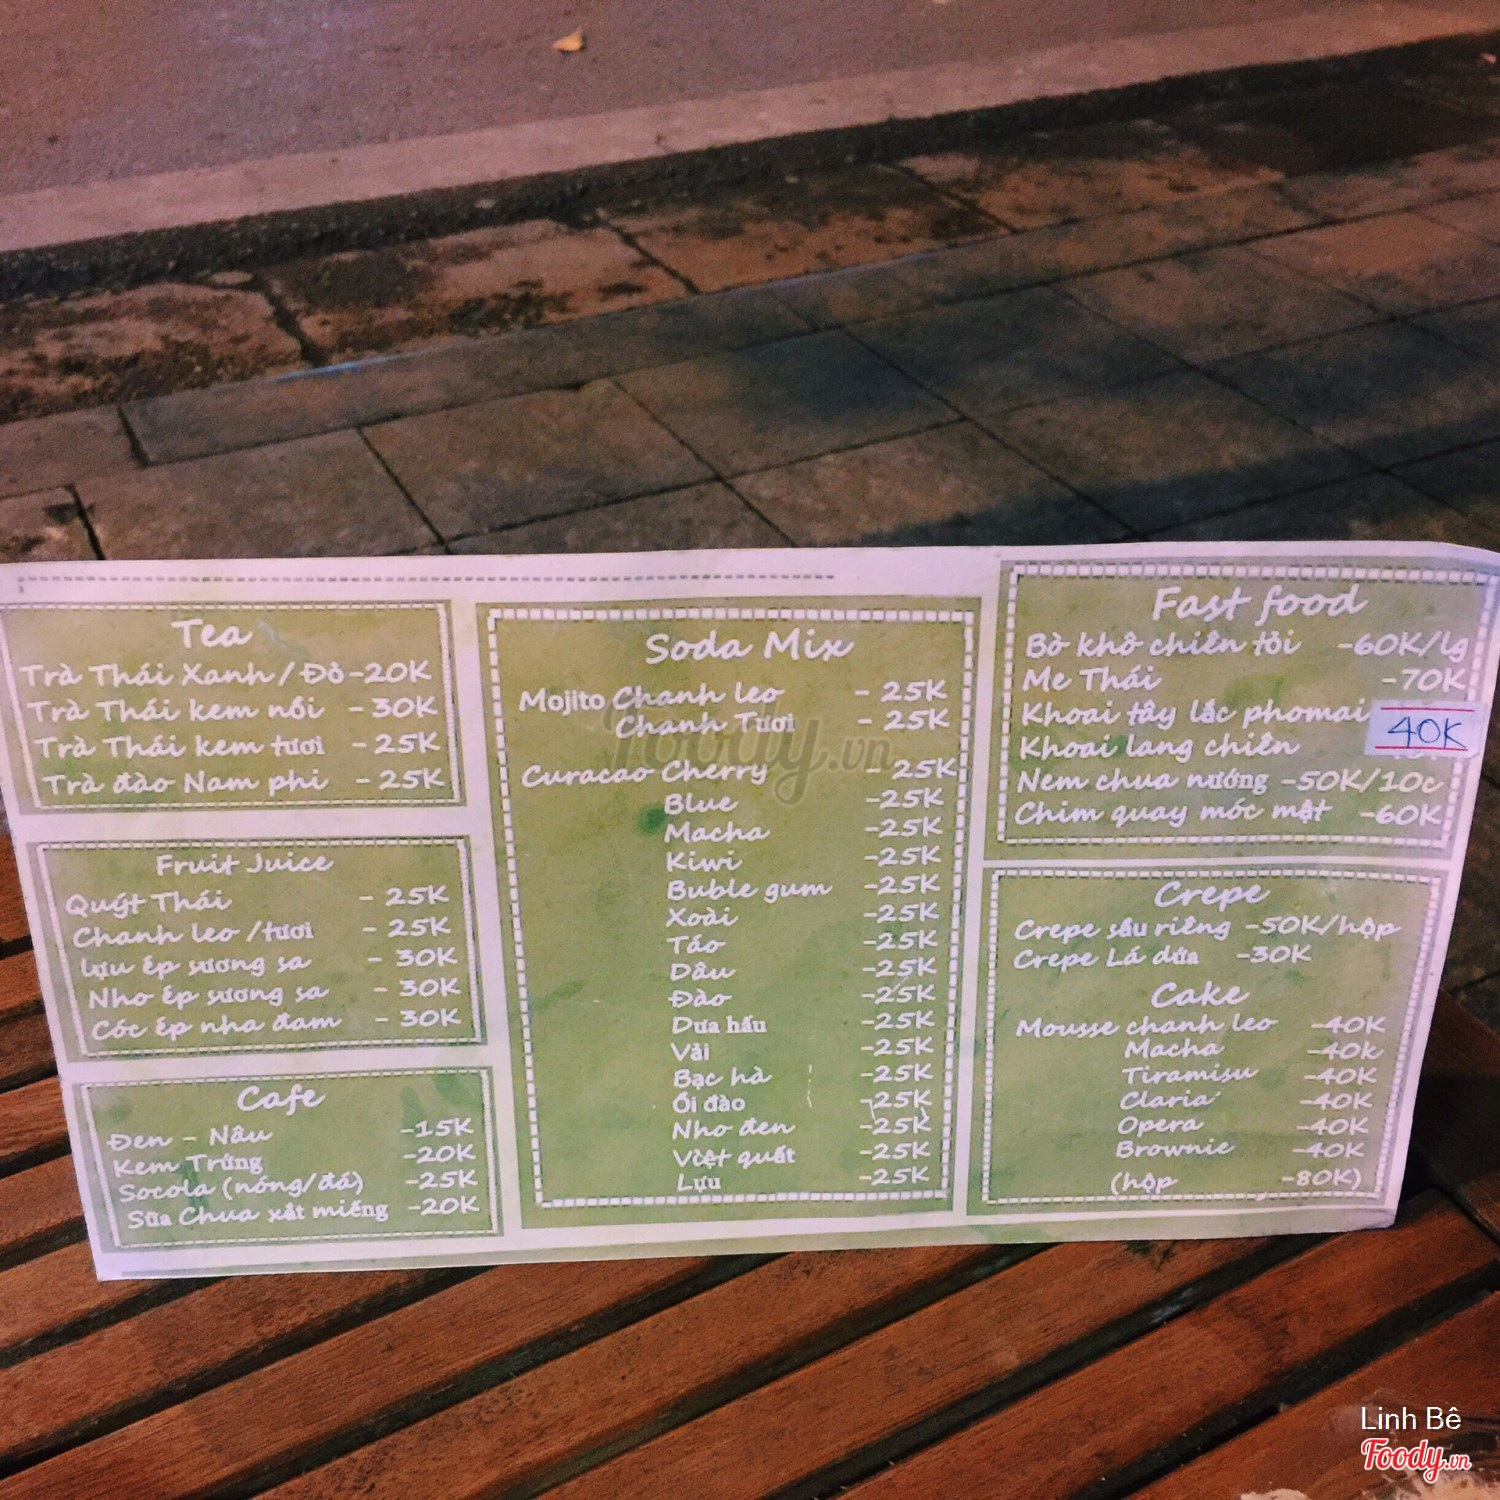 Tea
Trà Thái Xanh / Đỏ -20K
Trà Thái kem nồi - 30K
Trà Thái kem tươi - 25K
Trà đào Nam phi - 25K
Fruit Juice
Quýt Thái - 25K
Chanh leo /tươi - 25K
Lựu ép sương sa - 30K
Nho ép sương sa - 30K
Cóc ép nha đam - 30K
Cafe
Đen - Nâu -15K
Kem Trứng -20K
Socola (nóng/đá) -25K
Sữa Chua xắt miếng -20K
Soda Mix
Mojito Chanh leo - 25K
Chanh Tươi - 25K
Curacao Cherry - 25K
Blue -25K
Macha -25K
Kiwi -25K
Buble gum -25K
Xoài -25K
Táo -25K
Dâu -25K
Đào -25K
Dưa hấu -25K
Vải -25K
Bạc hà -25K
Ổi đào -25K
Nho đen -25K
Việt quất -25K
Lựu -25K
Fast food
Bò khô chiên tỏi -60K/lg
Me Thái -70K
Khoai tây lắc phomai 40K
Khoai lang chiên
Nem chua nướng -50K/10c
Chim quay móc mật -60K
Crepe
Crepe sầu riêng -50K/hộp
Crepe Lá dứa -30K
Cake
Mousse chanh leo -40K
Macha -40k
Tiramisu -40K
Claria -40K
Opera -40K
Brownie -40K
(hộp -80K)
Foody.vn
Linh Bê
Foody.vn